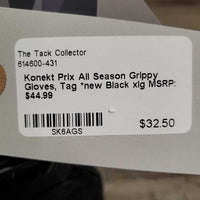 The Tack Collector
614600-431
Konekt Prix All Season Grippy
Gloves, Tag *new Black xlg MSRP:
$44.99
SK6AGS
$32.50